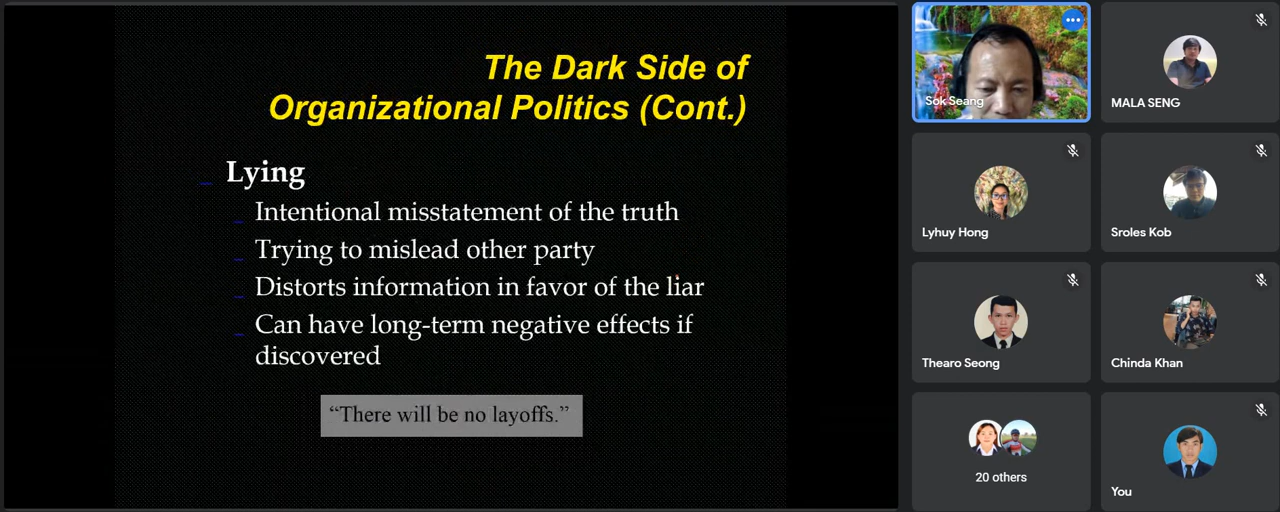 The Dark Side of
Organizational Politics (Cont.)
Lying
Intentional misstatement of the truth
Trying to mislead other party
Distorts information in favor of the liar
Can have long-term negative effects if
discovered
“There will be no layoffs.”
Sok Seang
MALA SENG
Lyhuy Hong
Sroles Kob
Thearo Seong
Chinda Khan
20 others
You